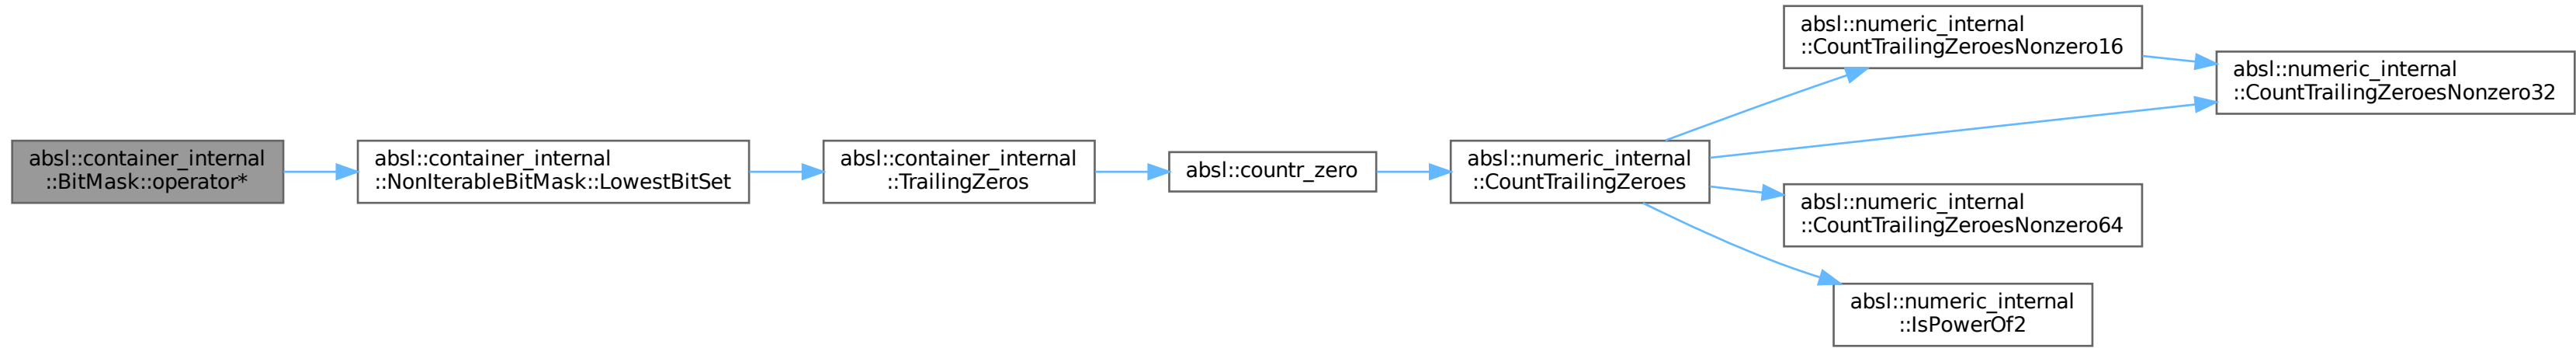 absl::container_internal
::BitMask::operator*
absl::container_internal
::NonIterableBitMask::LowestBitSet
absl::container_internal
::TrailingZeros
absl::countr_zero
absl::numeric_internal
::CountTrailingZeroes
absl::numeric_internal
::CountTrailingZeroesNonzero16
absl::numeric_internal
::CountTrailingZeroesNonzero32
absl::numeric_internal
::CountTrailingZeroesNonzero64
absl::numeric_internal
::IsPowerOf2